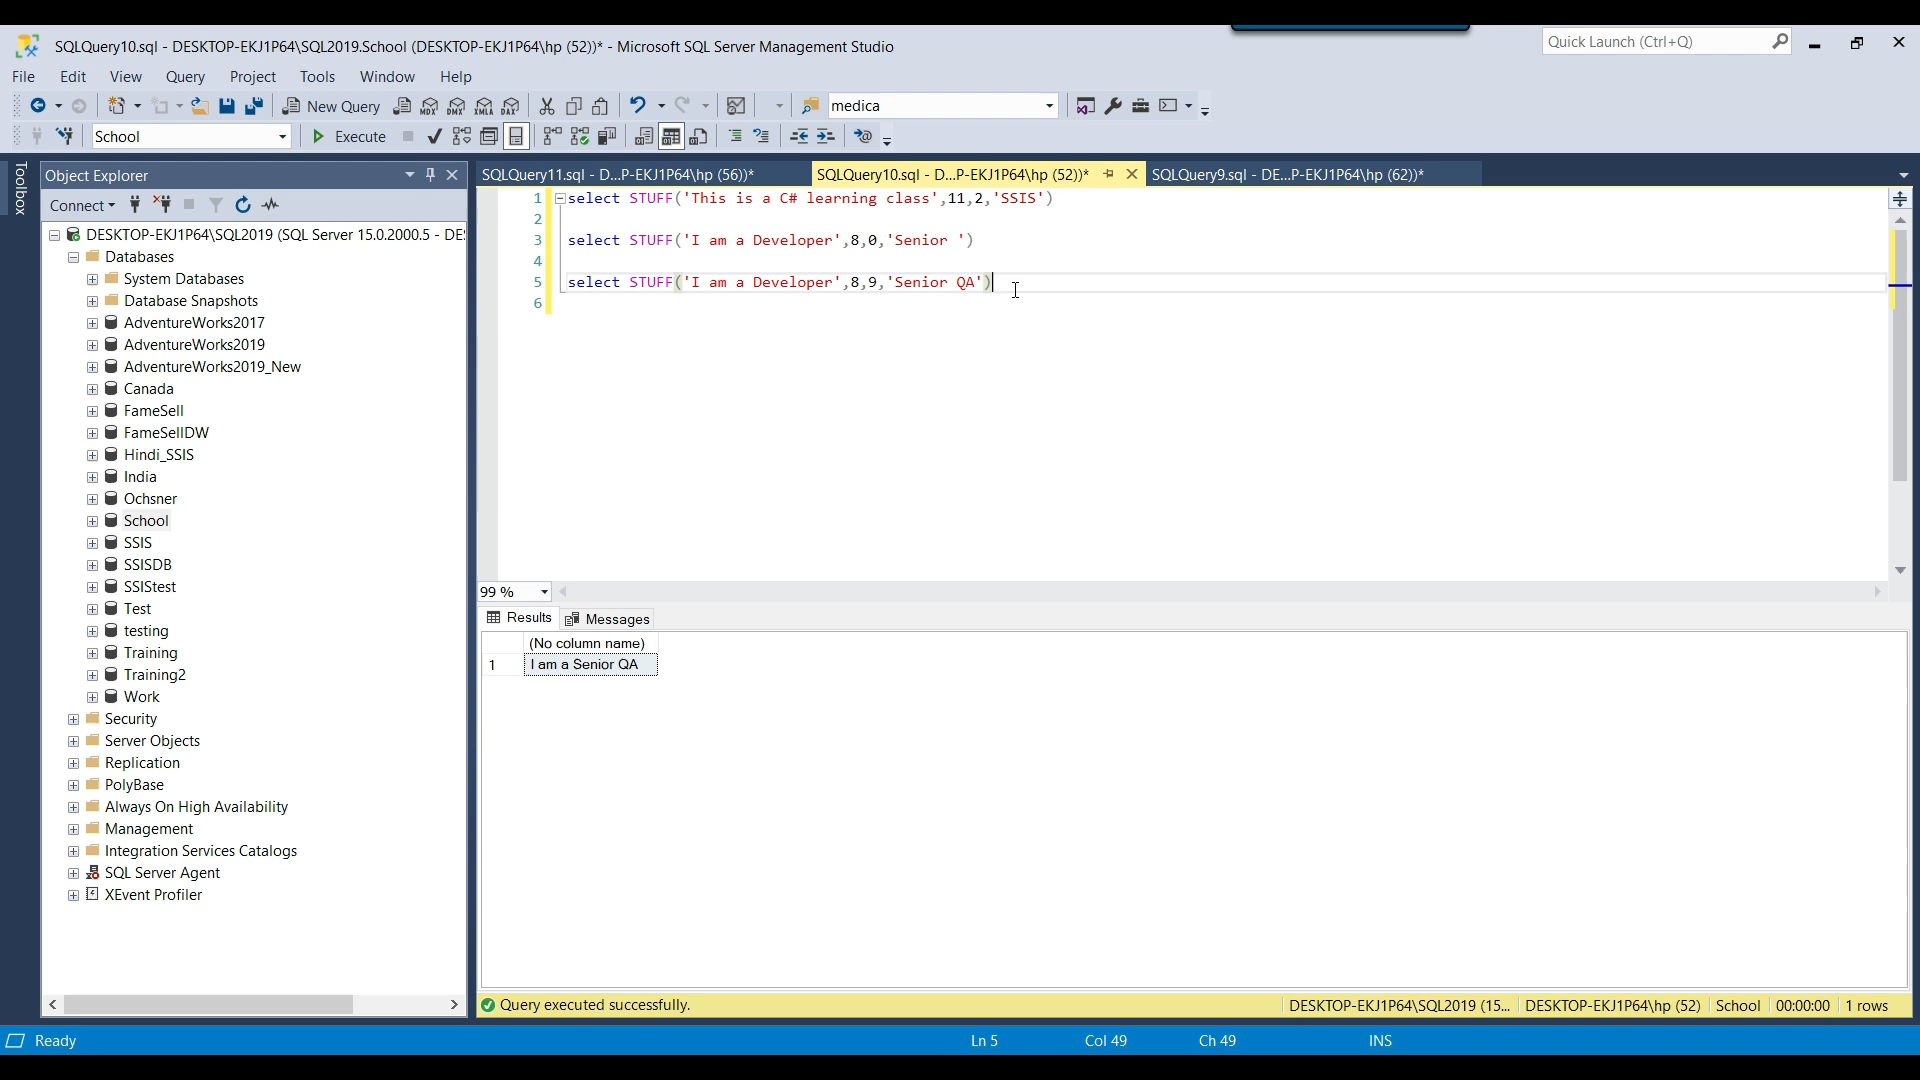 SQLQuery10.sql - DESKTOP-EKJ1P64\SQL2019.School (DESKTOP-EKJ1P64\hp (52))* - Microsoft SQL Server Management Studio
Quick Launch (Ctrl+Q)
File Edit View Query Project Tools Window Help
New Query MDX DMX XMLA DAX medica
School Execute
Toolbox
Object Explorer
Connect
DESKTOP-EKJ1P64\SQL2019 (SQL Server 15.0.2000.5 - DE
Databases
System Databases
Database Snapshots
AdventureWorks2017
AdventureWorks2019
AdventureWorks2019_New
Canada
FameSell
FameSellDW
Hindi_SSIS
India
Ochsner
School
SSIS
SSISDB
SSIStest
Test
testing
Training
Training2
Work
Security
Server Objects
Replication
PolyBase
Always On High Availability
Management
Integration Services Catalogs
SQL Server Agent
XEvent Profiler
SQLQuery11.sql - D...P-EKJ1P64\hp (56))* SQLQuery10.sql - D...P-EKJ1P64\hp (52))* SQLQuery9.sql - DE...P-EKJ1P64\hp (62))*
1 select STUFF('This is a C# learning class',11,2,'SSIS')
2
3 select STUFF('I am a Developer',8,0,'Senior ')
4
5 select STUFF('I am a Developer',8,9,'Senior QA')
6
99 %
Results Messages
(No column name)
1 I am a Senior QA
Query executed successfully. DESKTOP-EKJ1P64\SQL2019 (15... DESKTOP-EKJ1P64\hp (52) School 00:00:00 1 rows
Ready Ln 5 Col 49 Ch 49 INS